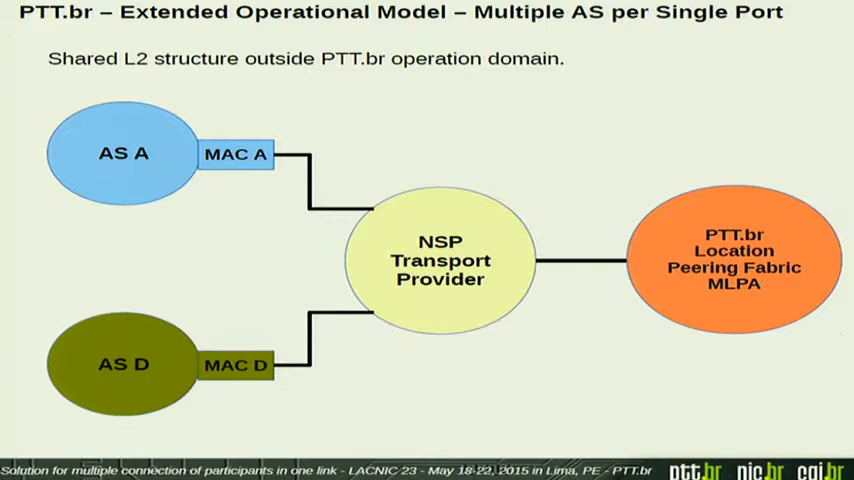 PTT.br – Extended Operational Model – Multiple AS per Single Port
Shared L2 structure outside PTT.br operation domain.
AS A
MAC A
NSP
Transport
Provider
PTT.br
Location
Peering Fabric
MLPA
AS D
MAC D
Solution for multiple connection of participants in one link - LACNIC 23 - May 18-22, 2015 in Lima, PE - PTT.br
ptt.br nic.br cgi.br